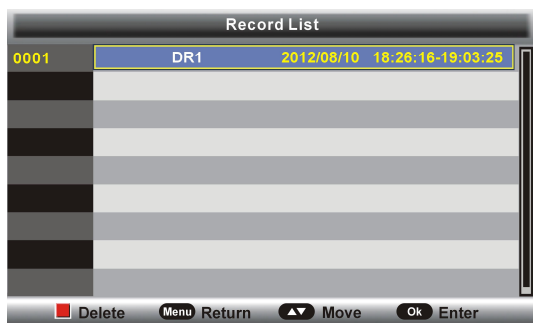 Record List
0001 DR1 2012/08/10 18:26:16-19:03:25
Delete Menu Return Move Ok Enter